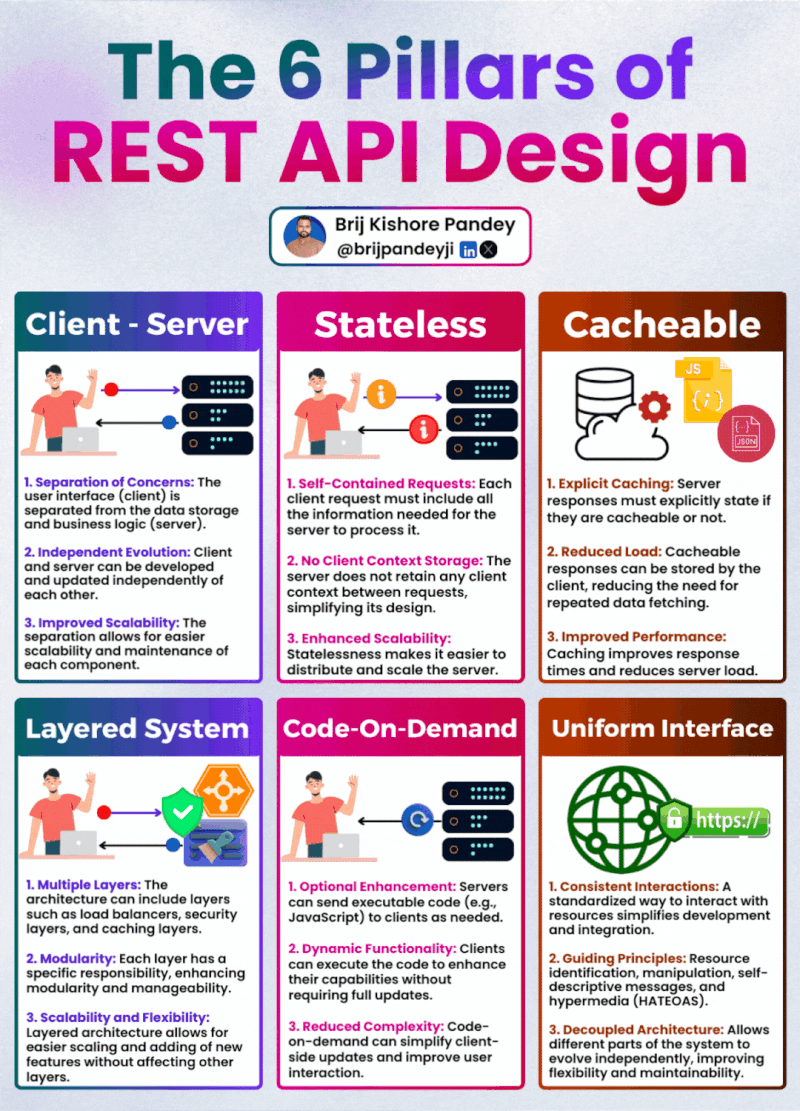 The 6 Pillars of
REST API Design
Brij Kishore Pandey
@brijpandeyji in X
Client - Server
1. Separation of Concerns: The
user interface (client) is
separated from the data storage
and business logic (server).
2. Independent Evolution: Client
and server can be developed
and updated independently of
each other.
3. Improved Scalability: The
separation allows for easier
scalability and maintenance of
each component.
Stateless
i
i
1. Self-Contained Requests: Each
client request must include all
the information needed for the
server to process it.
2. No Client Context Storage: The
server does not retain any client
context between requests,
simplifying its design.
3. Enhanced Scalability:
Statelessness makes it easier to
distribute and scale the server.
Cacheable
JS
{;}
{..}
JSON
1. Explicit Caching: Server
responses must explicitly state if
they are cacheable or not.
2. Reduced Load: Cacheable
responses can be stored by the
client, reducing the need for
repeated data fetching.
3. Improved Performance:
Caching improves response
times and reduces server load.
Layered System
1. Multiple Layers: The
architecture can include layers
such as load balancers, security
layers, and caching layers.
2. Modularity: Each layer has a
specific responsibility, enhancing
modularity and manageability.
3. Scalability and Flexibility:
Layered architecture allows for
easier scaling and adding of new
features without affecting other
layers.
Code-On-Demand
1. Optional Enhancement: Servers
can send executable code (e.g.,
JavaScript) to clients as needed.
2. Dynamic Functionality: Clients
can execute the code to enhance
their capabilities without
requiring full updates.
3. Reduced Complexity: Code-
on-demand can simplify client-
side updates and improve user
interaction.
Uniform Interface
https://
1. Consistent Interactions: A
standardized way to interact with
resources simplifies development
and integration.
2. Guiding Principles: Resource
identification, manipulation, self-
descriptive messages, and
hypermedia (HATEOAS).
3. Decoupled Architecture: Allows
different parts of the system to
evolve independently, improving
flexibility and maintainability.